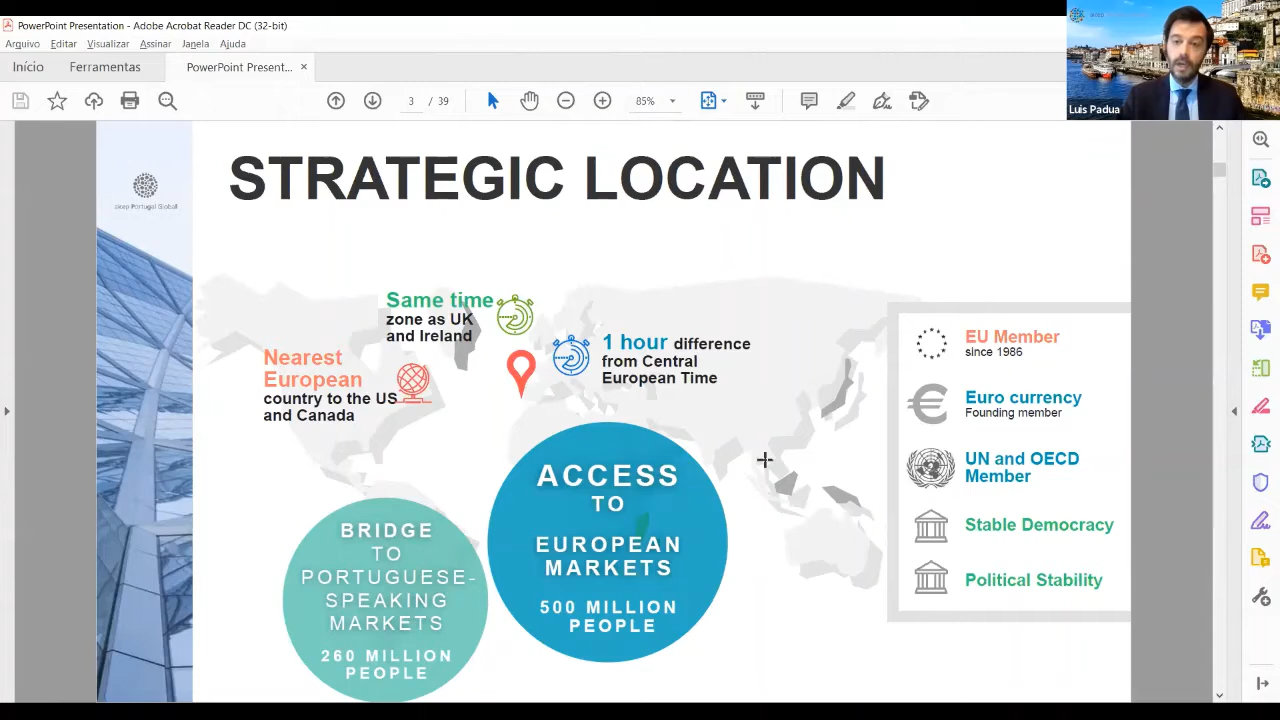 PowerPoint Presentation - Adobe Acrobat Reader DC (32-bit)
Arquivo Editar Visualizar Assinar Janela Ajuda
Início Ferramentas PowerPoint Present... ×
3 / 39 85%
Luis Padua
aicep Portugal Global
STRATEGIC LOCATION
Same time
zone as UK
and Ireland
Nearest
European
country to the US
and Canada
1 hour difference
from Central
European Time
ACCESS
TO
EUROPEAN
MARKETS
500 MILLION
PEOPLE
BRIDGE
TO
PORTUGUESE-
SPEAKING
MARKETS
260 MILLION
PEOPLE
EU Member
since 1986
Euro currency
Founding member
UN and OECD
Member
Stable Democracy
Political Stability